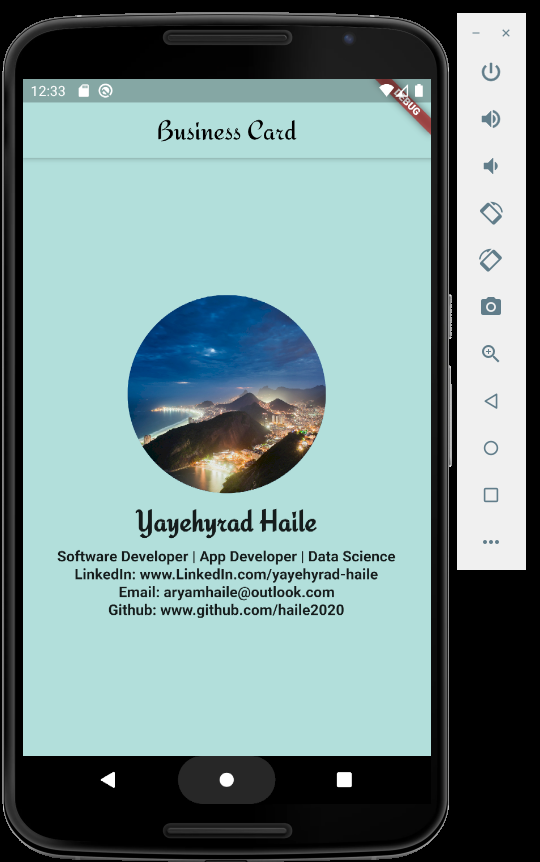 12:33
DEBUG
Business Card
Yayehyrad Haile
Software Developer | App Developer | Data Science
LinkedIn: www.LinkedIn.com/yayehyrad-haile
Email: aryamhaile@outlook.com
Github: www.github.com/haile2020